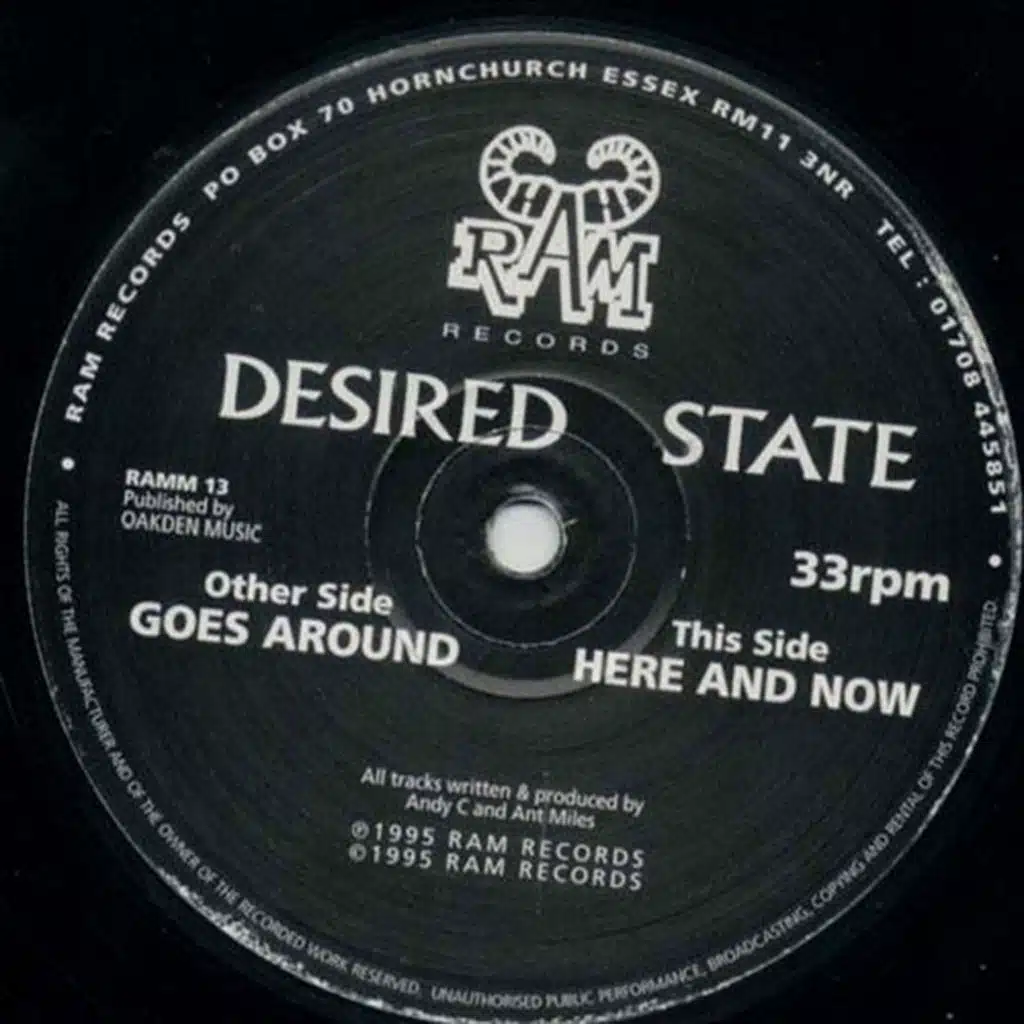 RAM RECORDS PO BOX 70 HORNCHURCH ESSEX RM11 3NR TEL : 01708 445851
RAM
RECORDS
DESIRED STATE
RAMM 13
Published by
OAKDEN MUSIC
33rpm
Other Side
GOES AROUND
This Side
HERE AND NOW
All tracks written & produced by
Andy C and Ant Miles
℗1995 RAM RECORDS
©1995 RAM RECORDS
ALL RIGHTS OF THE MANUFACTURER AND OF THE OWNER OF THE RECORDED WORK RESERVED. UNAUTHORISED PUBLIC PERFORMANCE, BROADCASTING, COPYING AND RENTAL OF THIS RECORD PROHIBITED.